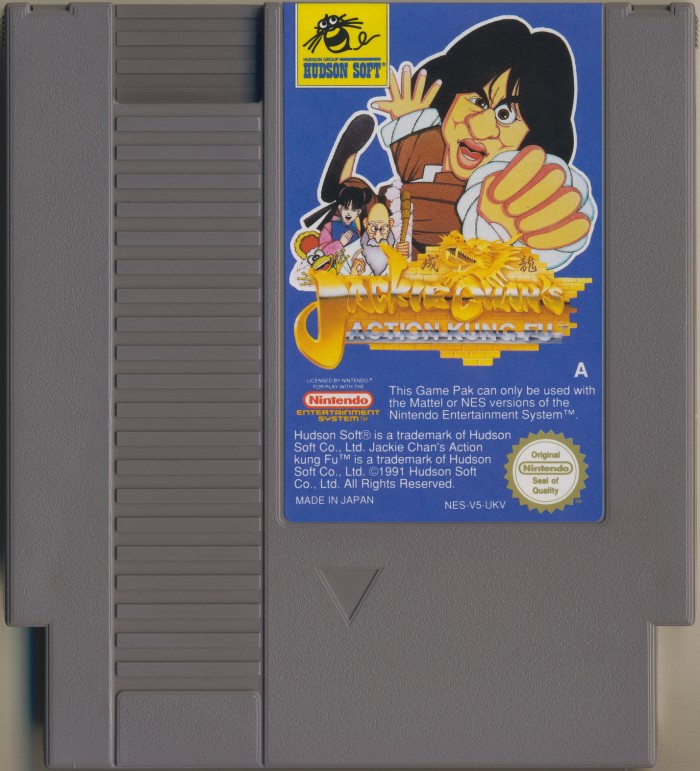 HUDSON GROUP
HUDSON SOFT®
成 龍
JACKIE CHAN'S
ACTION KUNG FU™
A
LICENSED BY NINTENDO®
FOR PLAY WITH THE
Nintendo®
ENTERTAINMENT
SYSTEM™
This Game Pak can only be used with
the Mattel or NES versions of the
Nintendo Entertainment System™.
Hudson Soft® is a trademark of Hudson
Soft Co., Ltd. Jackie Chan's Action
kung Fu™ is a trademark of Hudson
Soft Co., Ltd. ©1991 Hudson Soft
Co., Ltd. All Rights Reserved.
MADE IN JAPAN
NES-V5-UKV
Original
Nintendo
Seal of
Quality
TM